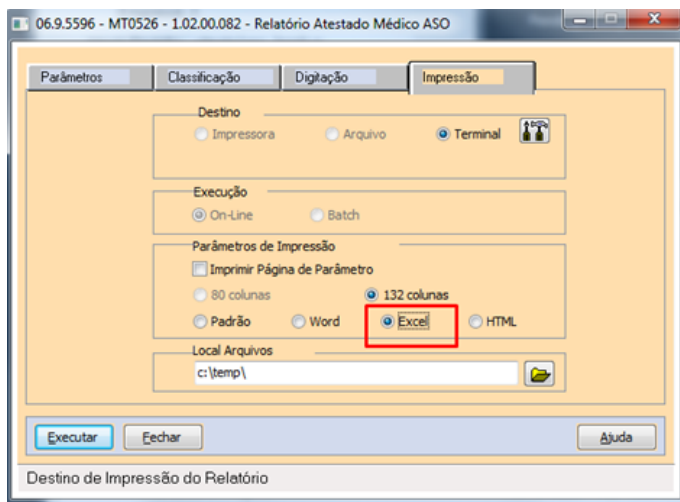 06.9.5596 - MT0526 - 1.02.00.082 - Relatório Atestado Médico ASO
Parâmetros Classificação Digitação Impressão
Destino
Impressora Arquivo Terminal
Execução
On-Line Batch
Parâmetros de Impressão
Imprimir Página de Parâmetro
80 colunas 132 colunas
Padrão Word Excel HTML
Local Arquivos
c:\temp\
Executar Fechar Ajuda
Destino de Impressão do Relatório